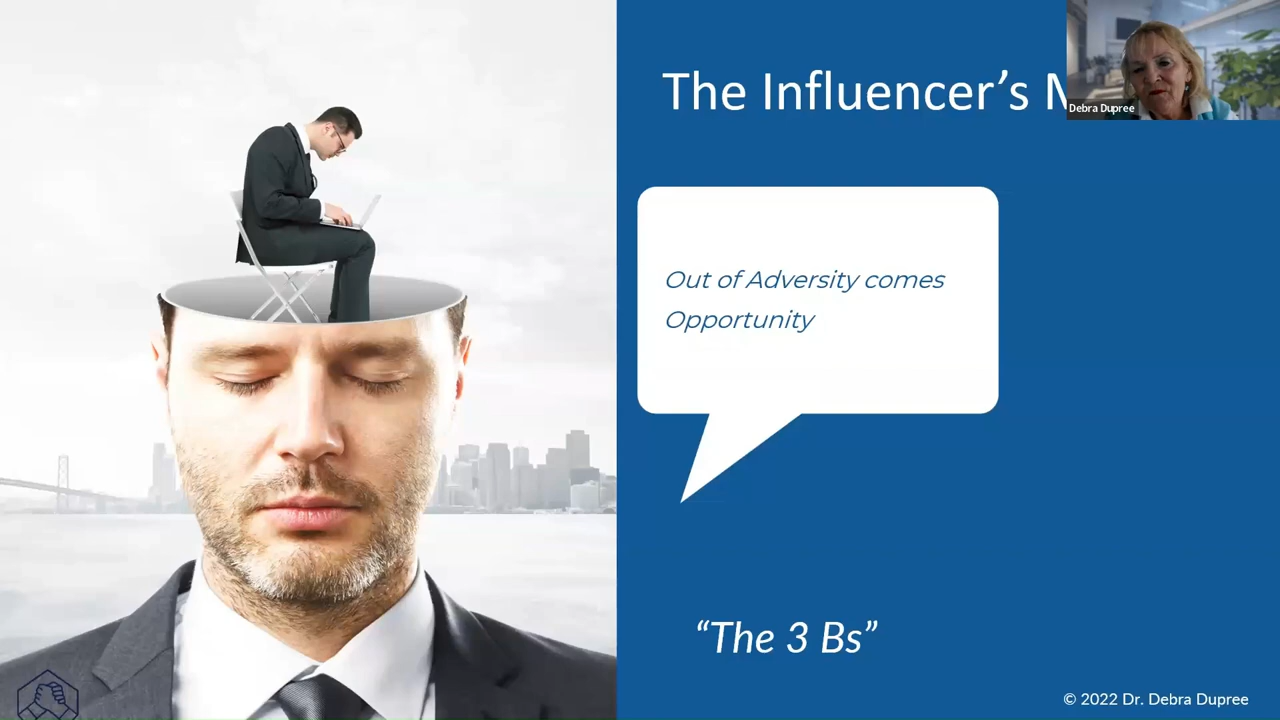 The Influencer’s
Debra Dupree
Out of Adversity comes
Opportunity
“The 3 Bs”
© 2022 Dr. Debra Dupree